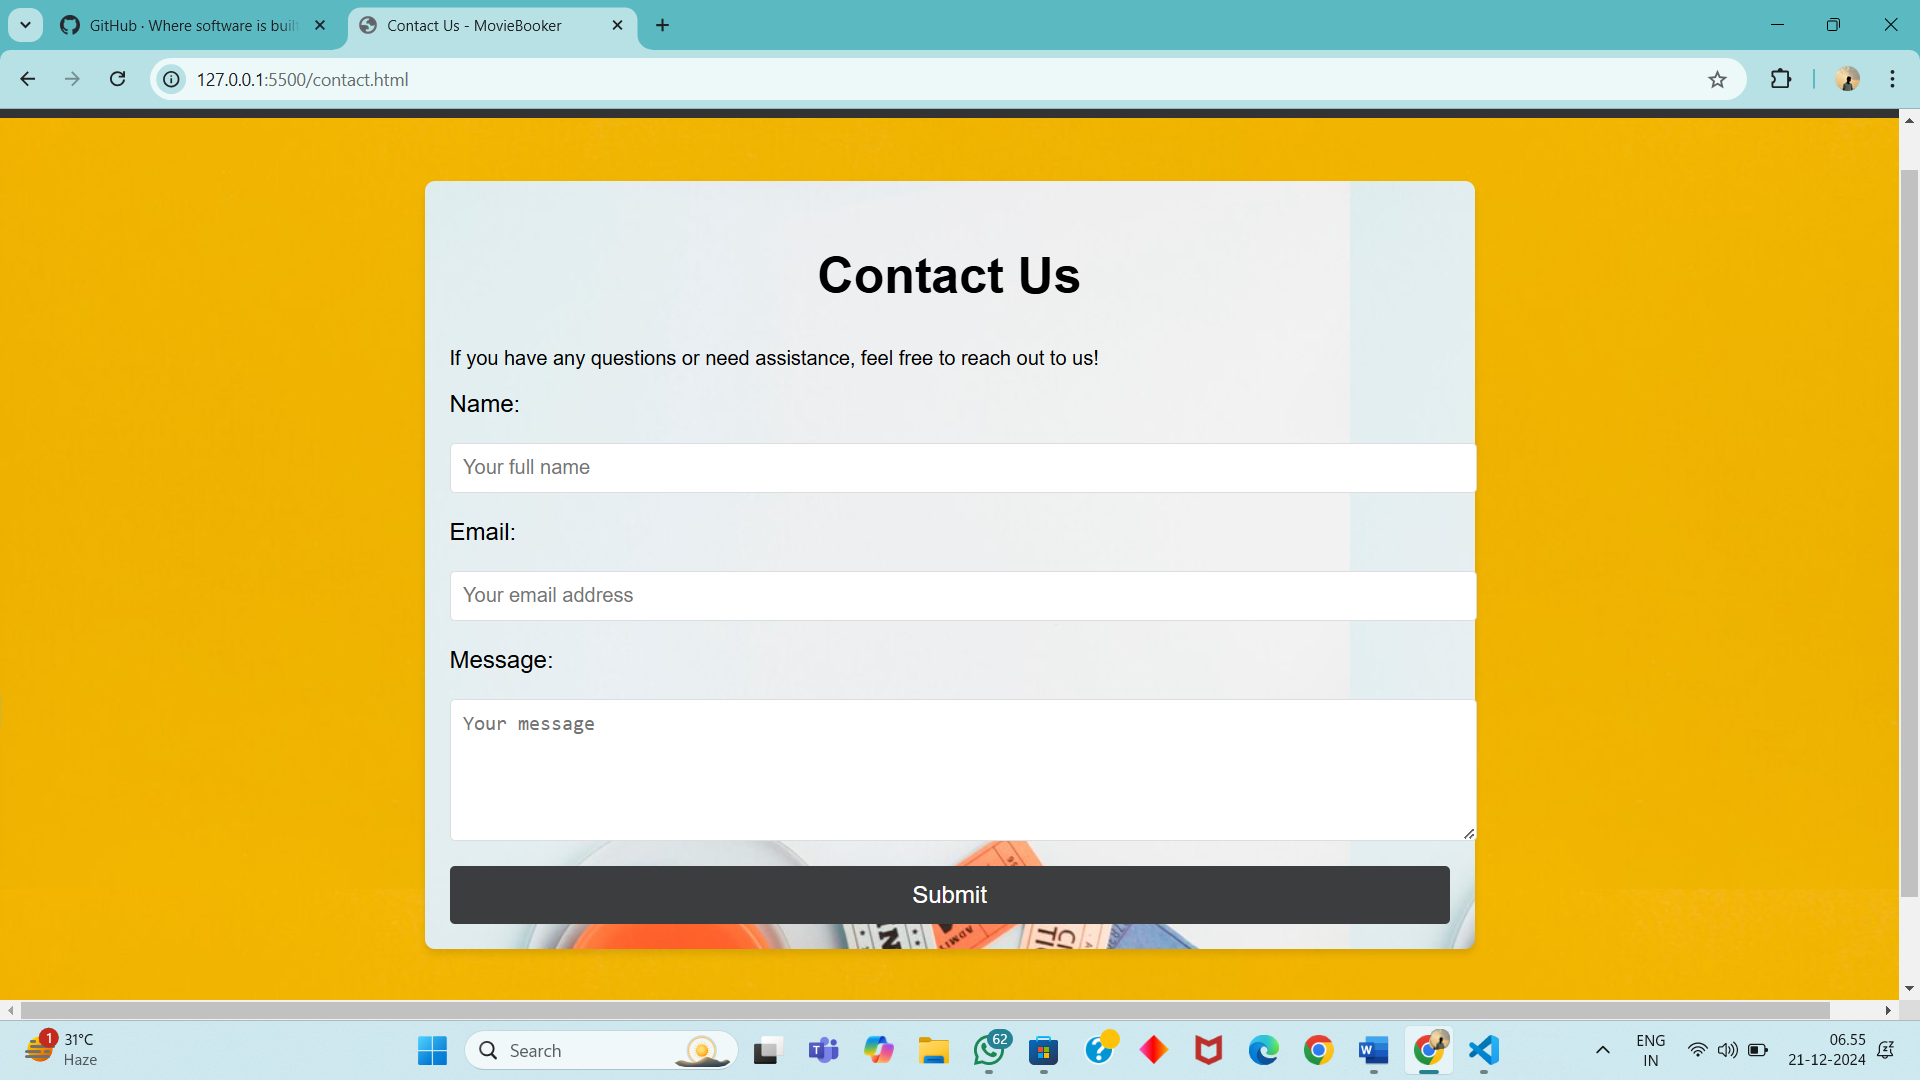 GitHub · Where software is buil
Contact Us - MovieBooker
127.0.0.1:5500/contact.html
Contact Us
If you have any questions or need assistance, feel free to reach out to us!
Name:
Your full name
Email:
Your email address
Message:
Your message
Submit
1
31°C
Haze
Search
62
ENG
IN
06.55
21-12-2024